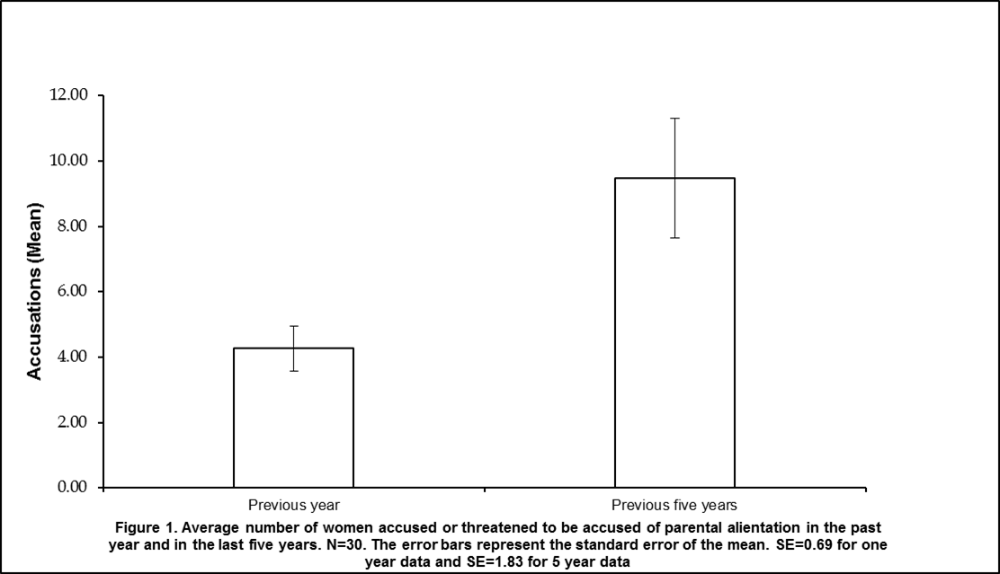 12.00
10.00
8.00
6.00
4.00
2.00
0.00
Accusations (Mean)
Previous year
Previous five years
Figure 1. Average number of women accused or threatened to be accused of parental alientation in the past
year and in the last five years. N=30. The error bars represent the standard error of the mean. SE=0.69 for one
year data and SE=1.83 for 5 year data